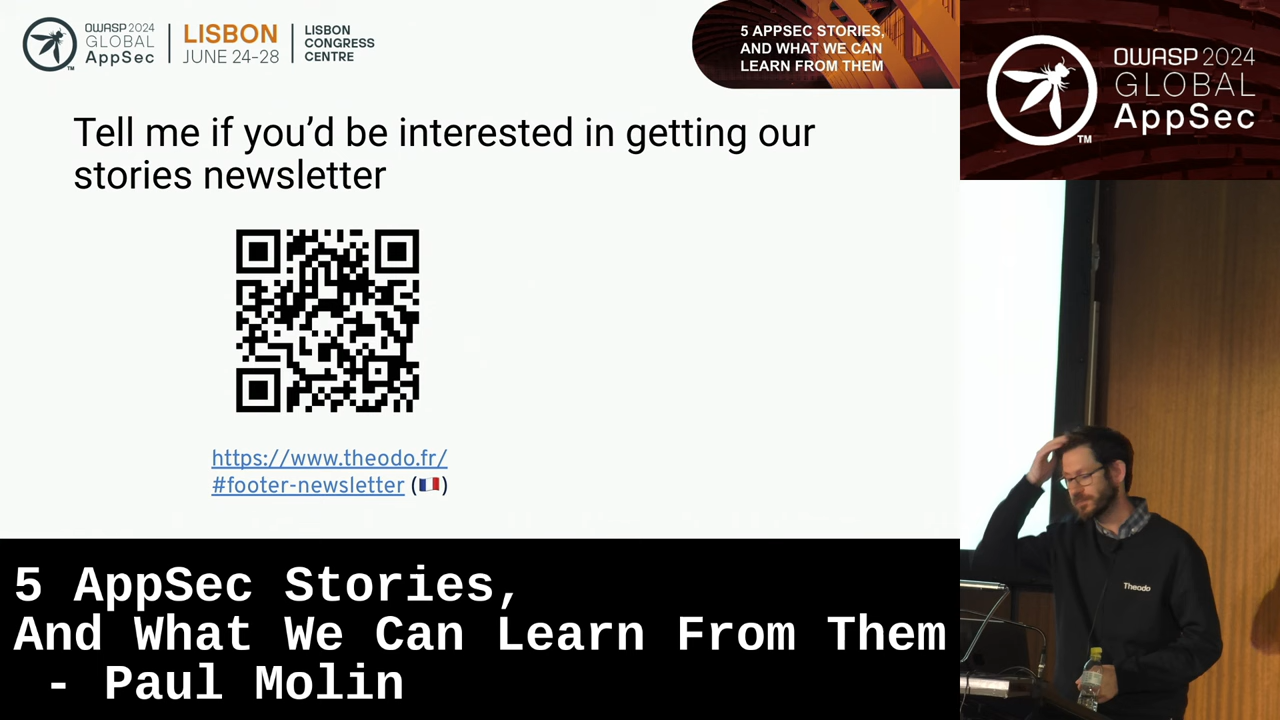 OWASP 2024
GLOBAL
AppSec
TM
LISBON
JUNE 24-28
LISBON
CONGRESS
CENTRE
5 APPSEC STORIES,
AND WHAT WE CAN
LEARN FROM THEM
OWASP 2024
GLOBAL
AppSec
TM
Tell me if you’d be interested in getting our
stories newsletter
https://www.theodo.fr/
#footer-newsletter (🇫🇷)
Theodo
5 AppSec Stories,
And What We Can Learn From Them
- Paul Molin